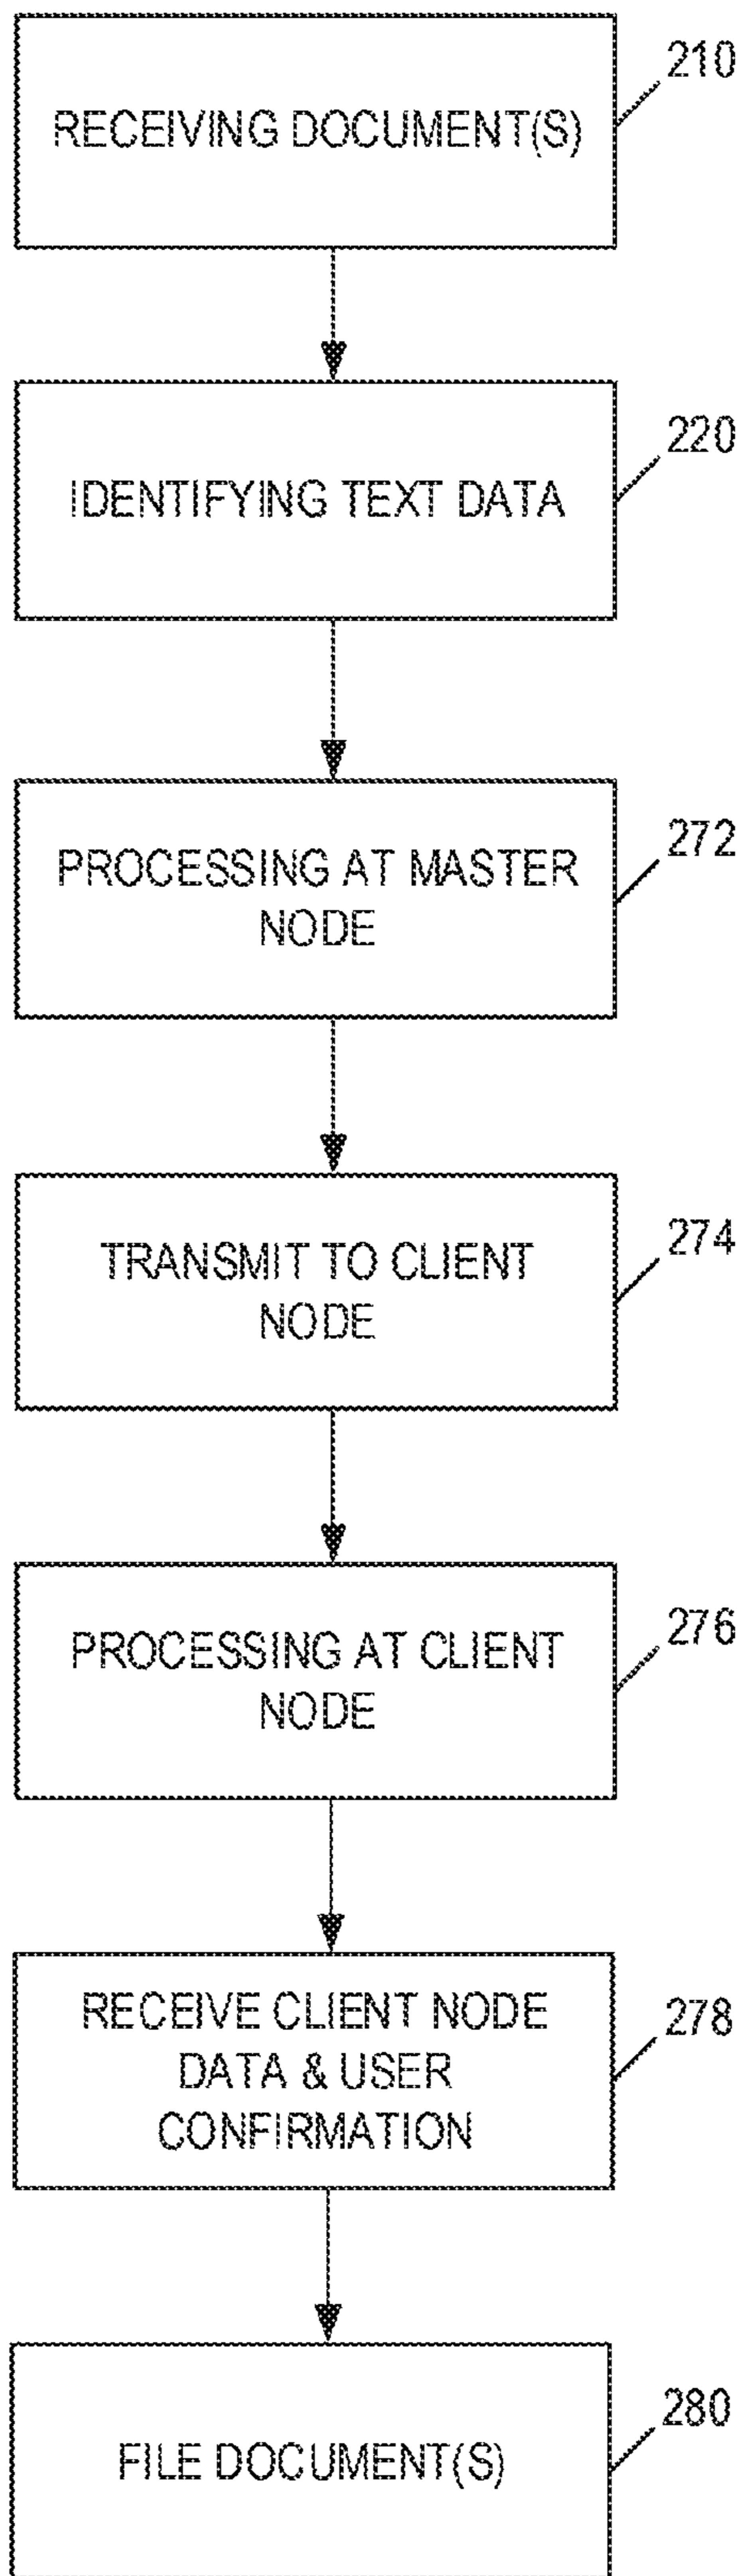 210
RECEIVING DOCUMENT(S)
220
IDENTIFYING TEXT DATA
272
PROCESSING AT MASTER
NODE
274
TRANSMIT TO CLIENT
NODE
276
PROCESSING AT CLIENT
NODE
278
RECEIVE CLIENT NODE
DATA & USER
CONFIRMATION
280
FILE DOCUMENT(S)